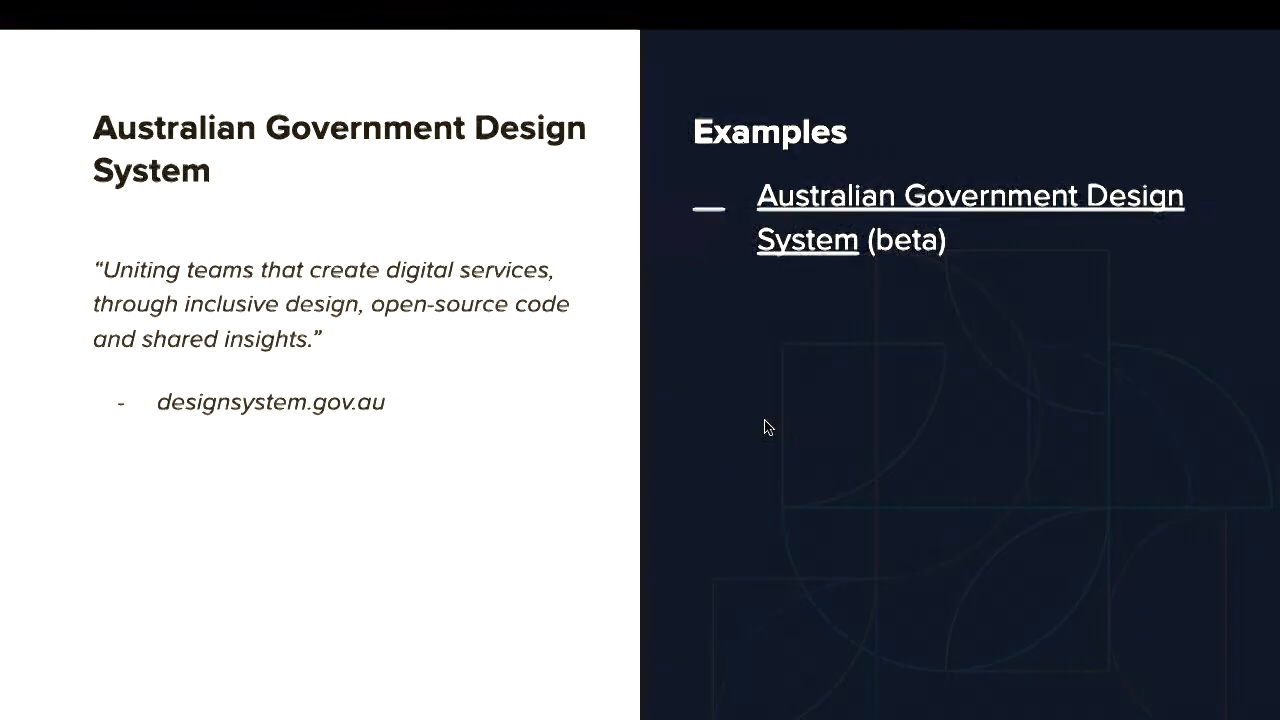 Australian Government Design
System
“Uniting teams that create digital services,
through inclusive design, open-source code
and shared insights.”
- designsystem.gov.au
Examples
Australian Government Design
System (beta)